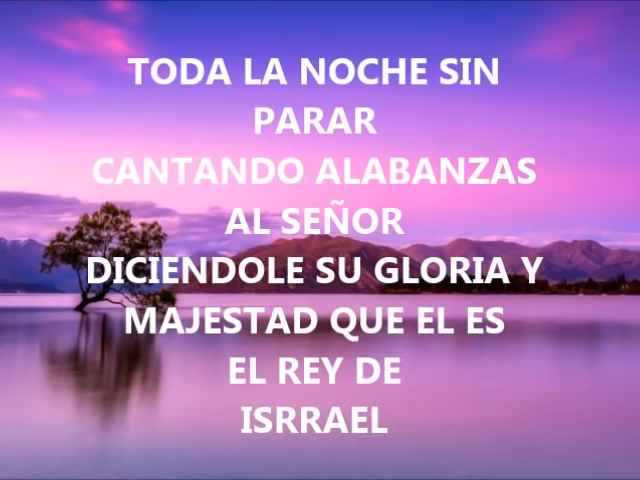 TODA LA NOCHE SIN
PARAR
CANTANDO ALABANZAS
AL SEÑOR
DICIENDOLE SU GLORIA Y
MAJESTAD QUE EL ES
EL REY DE
ISRRAEL